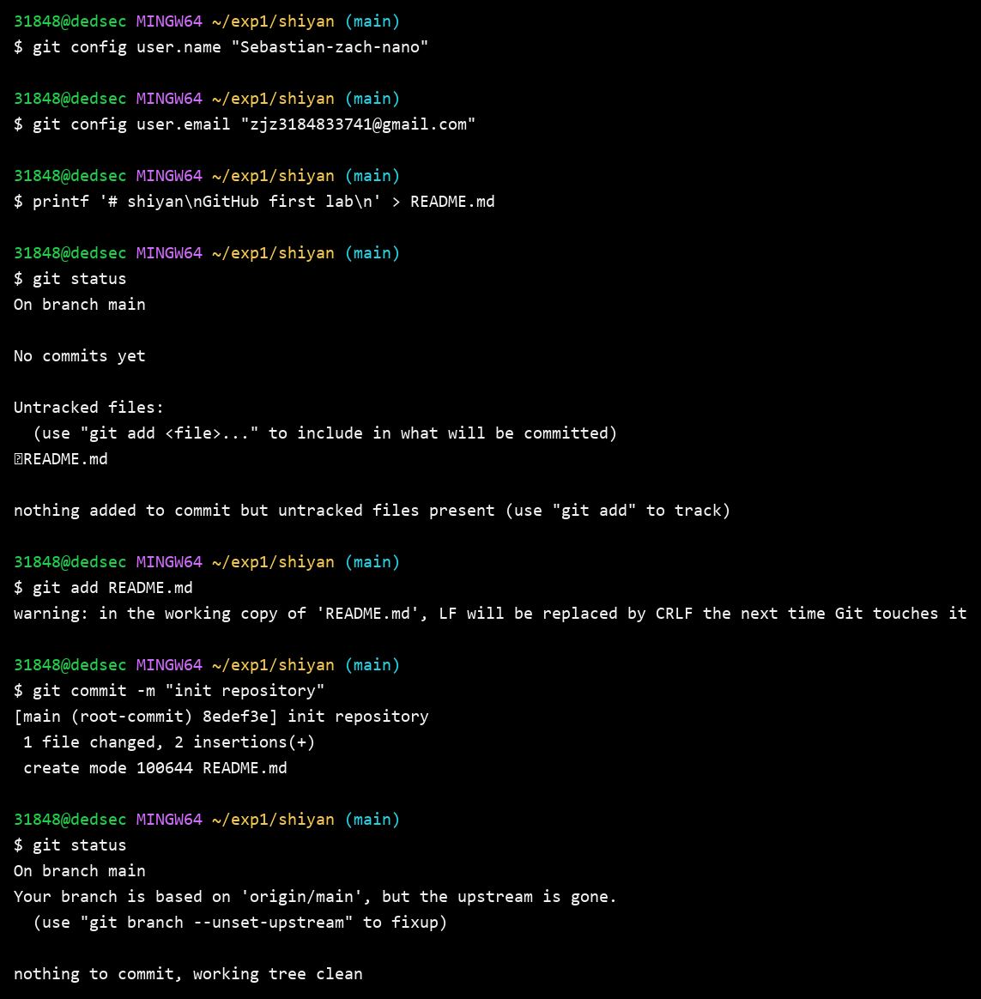 31848@dedsec MINGW64 ~/exp1/shiyan (main)
$ git config user.name "Sebastian-zach-nano"
31848@dedsec MINGW64 ~/exp1/shiyan (main)
$ git config user.email "zjz3184833741@gmail.com"
31848@dedsec MINGW64 ~/exp1/shiyan (main)
$ printf '# shiyan\nGitHub first lab\n' > README.md
31848@dedsec MINGW64 ~/exp1/shiyan (main)
$ git status
On branch main
No commits yet
Untracked files:
  (use "git add <file>..." to include in what will be committed)
README.md
nothing added to commit but untracked files present (use "git add" to track)
31848@dedsec MINGW64 ~/exp1/shiyan (main)
$ git add README.md
warning: in the working copy of 'README.md', LF will be replaced by CRLF the next time Git touches it
31848@dedsec MINGW64 ~/exp1/shiyan (main)
$ git commit -m "init repository"
[main (root-commit) 8edef3e] init repository
 1 file changed, 2 insertions(+)
 create mode 100644 README.md
31848@dedsec MINGW64 ~/exp1/shiyan (main)
$ git status
On branch main
Your branch is based on 'origin/main', but the upstream is gone.
  (use "git branch --unset-upstream" to fixup)
nothing to commit, working tree clean